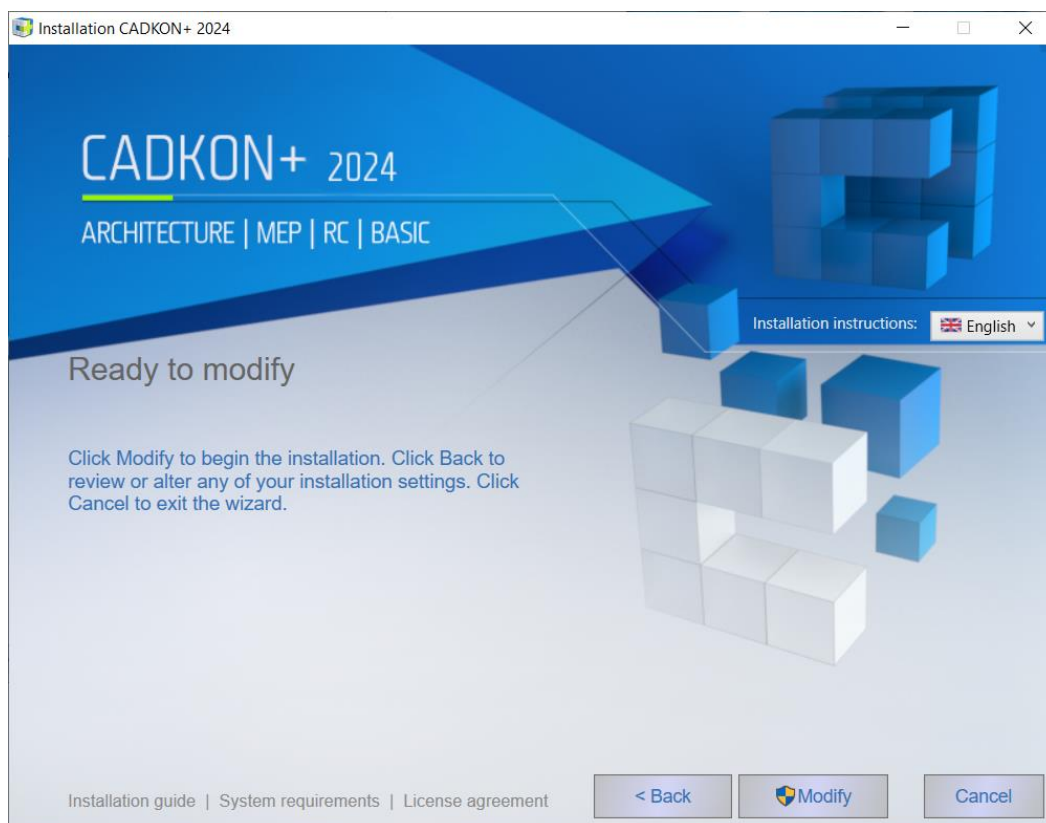 Installation CADKON+ 2024
CADKON+ 2024
ARCHITECTURE | MEP | RC | BASIC
Installation instructions: English
Ready to modify
Click Modify to begin the installation. Click Back to
review or alter any of your installation settings. Click
Cancel to exit the wizard.
Installation guide | System requirements | License agreement
< Back
Modify
Cancel